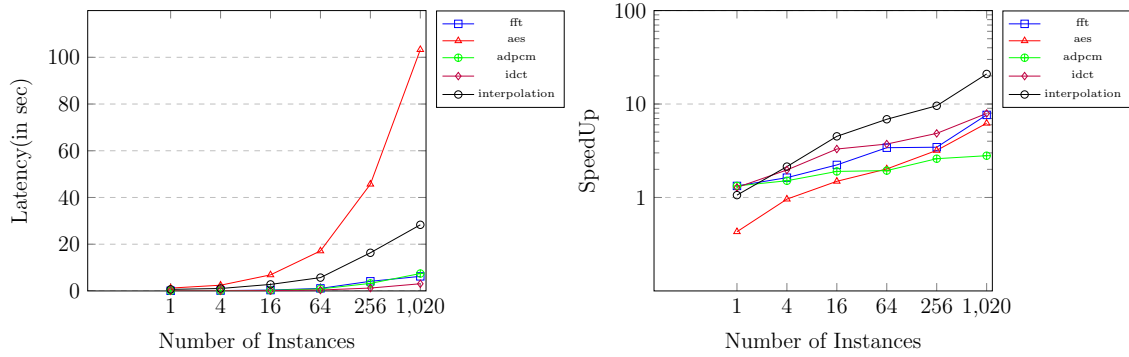 100
80
60
40
20
0
Latency(in sec)
1 4 16 64 256 1,020
Number of Instances
fft
aes
adpcm
idct
interpolation
100
10
1
SpeedUp
1 4 16 64 256 1,020
Number of Instances
fft
aes
adpcm
idct
interpolation